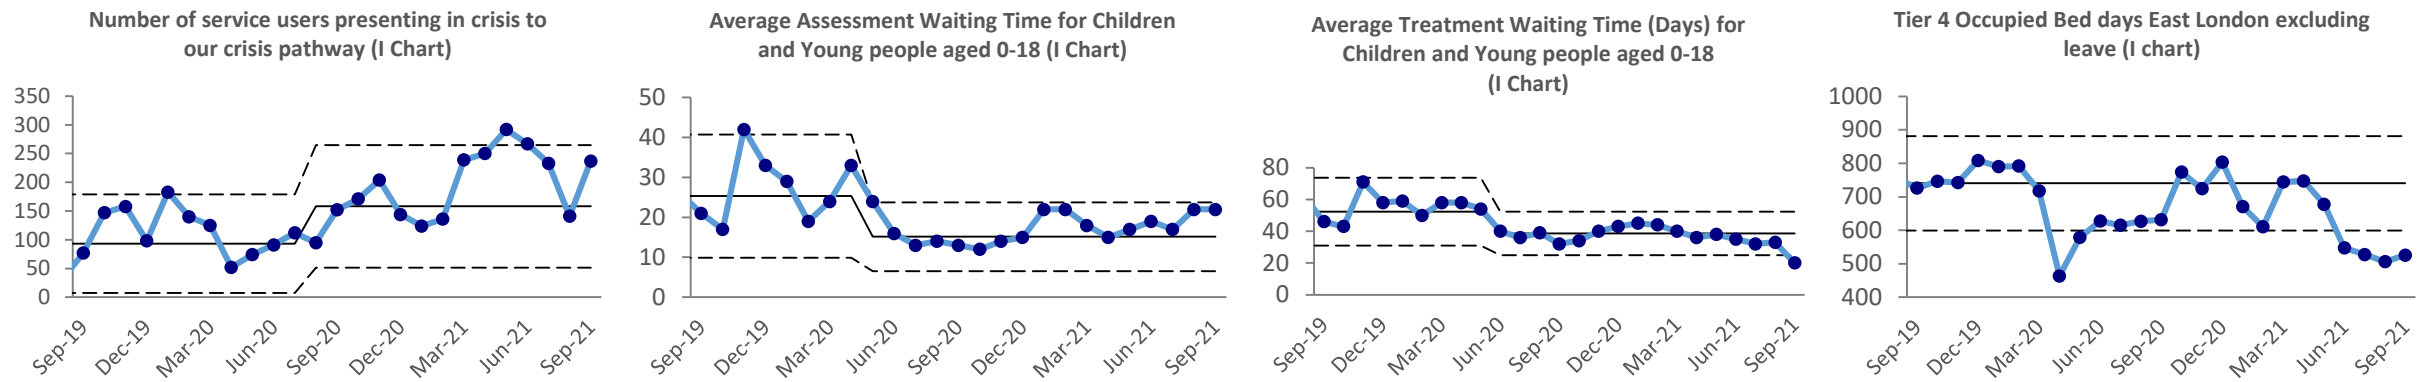 Number of service users presenting in crisis to
our crisis pathway (I Chart)
350
300
250
200
150
100
50
0
Sep-19
Dec-19
Mar-20
Jun-20
Sep-20
Dec-20
Mar-21
Jun-21
Sep-21
Average Assessment Waiting Time for Children
and Young people aged 0-18 (I Chart)
50
40
30
20
10
0
Sep-19
Dec-19
Mar-20
Jun-20
Sep-20
Dec-20
Mar-21
Jun-21
Sep-21
Average Treatment Waiting Time (Days) for
Children and Young people aged 0-18
(I Chart)
80
60
40
20
0
Sep-19
Dec-19
Mar-20
Jun-20
Sep-20
Dec-20
Mar-21
Jun-21
Sep-21
Tier 4 Occupied Bed days East London excluding
leave (I chart)
1000
900
800
700
600
500
400
Sep-19
Dec-19
Mar-20
Jun-20
Sep-20
Dec-20
Mar-21
Jun-21
Sep-21